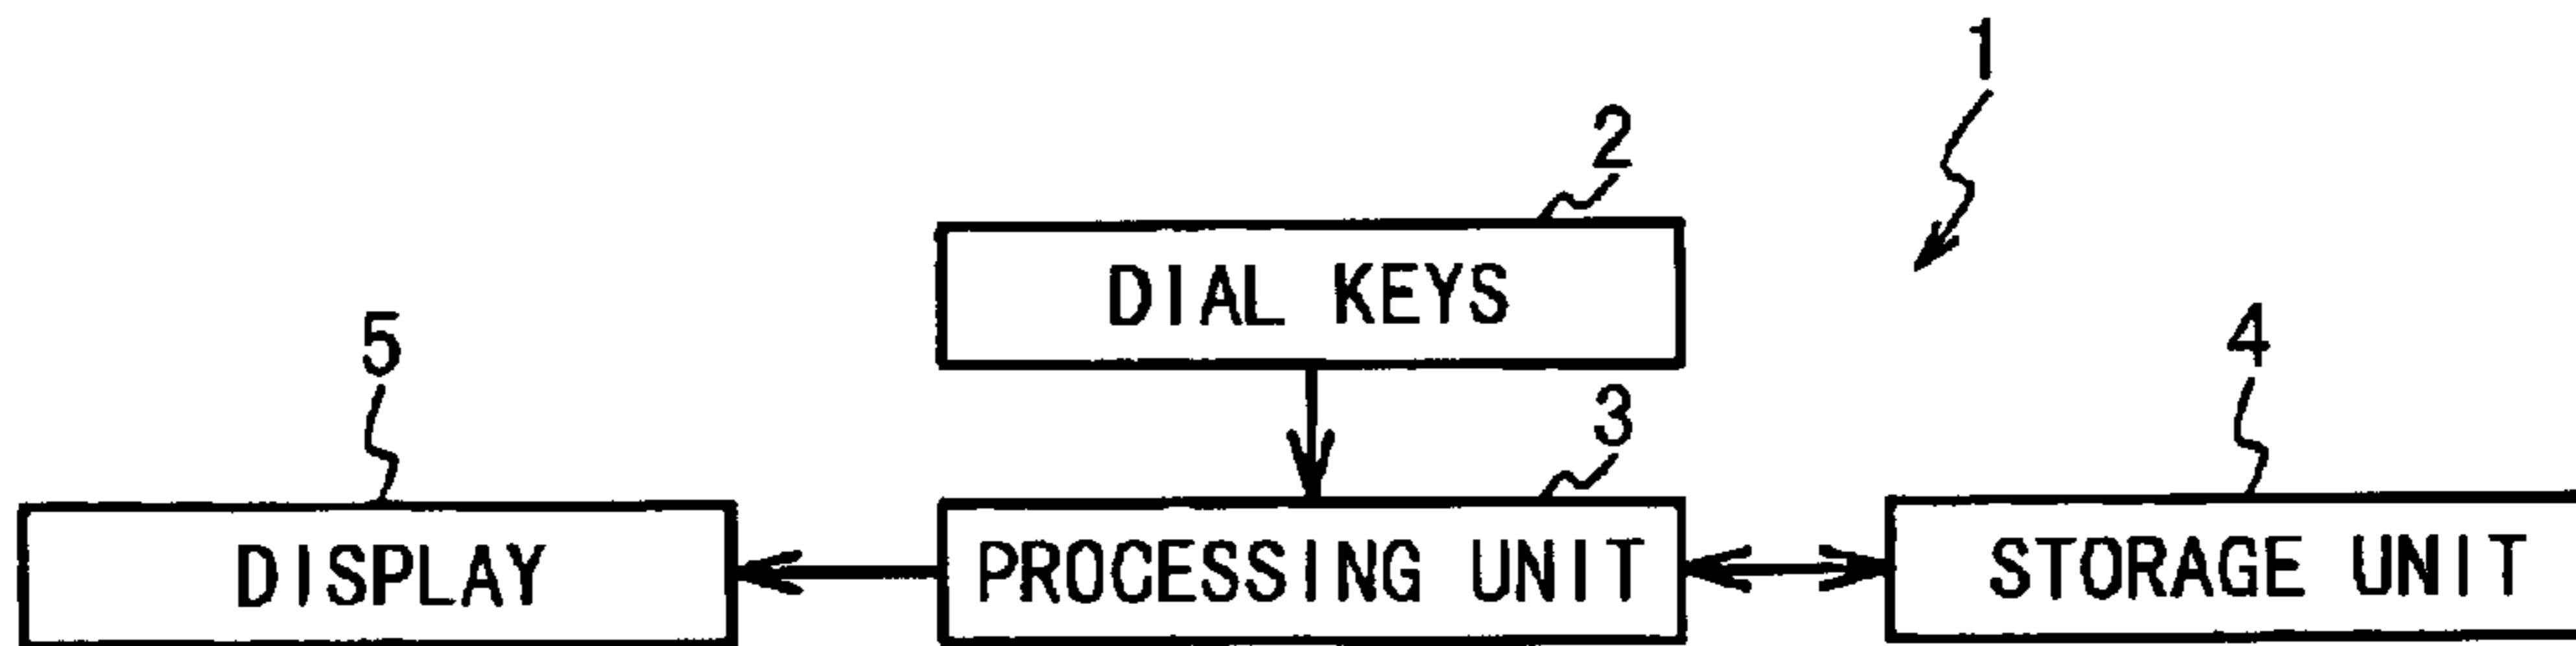 1
2
DIAL KEYS
5
4
3
DISPLAY
PROCESSING UNIT
STORAGE UNIT